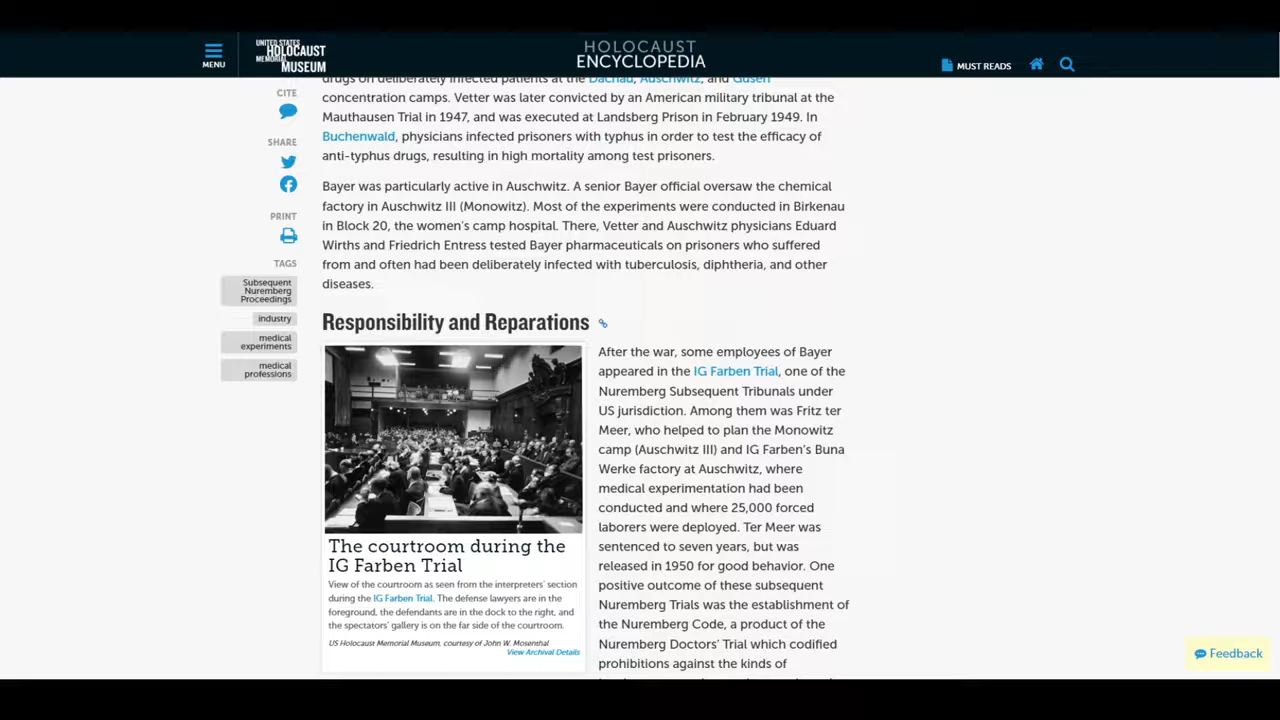 MENU
UNITED STATES
HOLOCAUST
MEMORIAL
MUSEUM
HOLOCAUST
ENCYCLOPEDIA
MUST READS
CITE
SHARE
PRINT
TAGS
Subsequent
Nuremberg
Proceedings
industry
medical
experiments
medical
professions
drugs on deliberately infected patients at the Dachau, Auschwitz, and Gusen
concentration camps. Vetter was later convicted by an American military tribunal at the
Mauthausen Trial in 1947, and was executed at Landsberg Prison in February 1949. In
Buchenwald, physicians infected prisoners with typhus in order to test the efficacy of
anti-typhus drugs, resulting in high mortality among test prisoners.
Bayer was particularly active in Auschwitz. A senior Bayer official oversaw the chemical
factory in Auschwitz III (Monowitz). Most of the experiments were conducted in Birkenau
in Block 20, the women's camp hospital. There, Vetter and Auschwitz physicians Eduard
Wirths and Friedrich Entress tested Bayer pharmaceuticals on prisoners who suffered
from and often had been deliberately infected with tuberculosis, diphtheria, and other
diseases.
Responsibility and Reparations
The courtroom during the
IG Farben Trial
View of the courtroom as seen from the interpreters' section
during the IG Farben Trial. The defense lawyers are in the
foreground, the defendants are in the dock to the right, and
the spectators' gallery is on the far side of the courtroom.
US Holocaust Memorial Museum, courtesy of John W. Mosenthal
View Archival Details
After the war, some employees of Bayer
appeared in the IG Farben Trial, one of the
Nuremberg Subsequent Tribunals under
US jurisdiction. Among them was Fritz ter
Meer, who helped to plan the Monowitz
camp (Auschwitz III) and IG Farben's Buna
Werke factory at Auschwitz, where
medical experimentation had been
conducted and where 25,000 forced
laborers were deployed. Ter Meer was
sentenced to seven years, but was
released in 1950 for good behavior. One
positive outcome of these subsequent
Nuremberg Trials was the establishment of
the Nuremberg Code, a product of the
Nuremberg Doctors' Trial which codified
prohibitions against the kinds of
Feedback